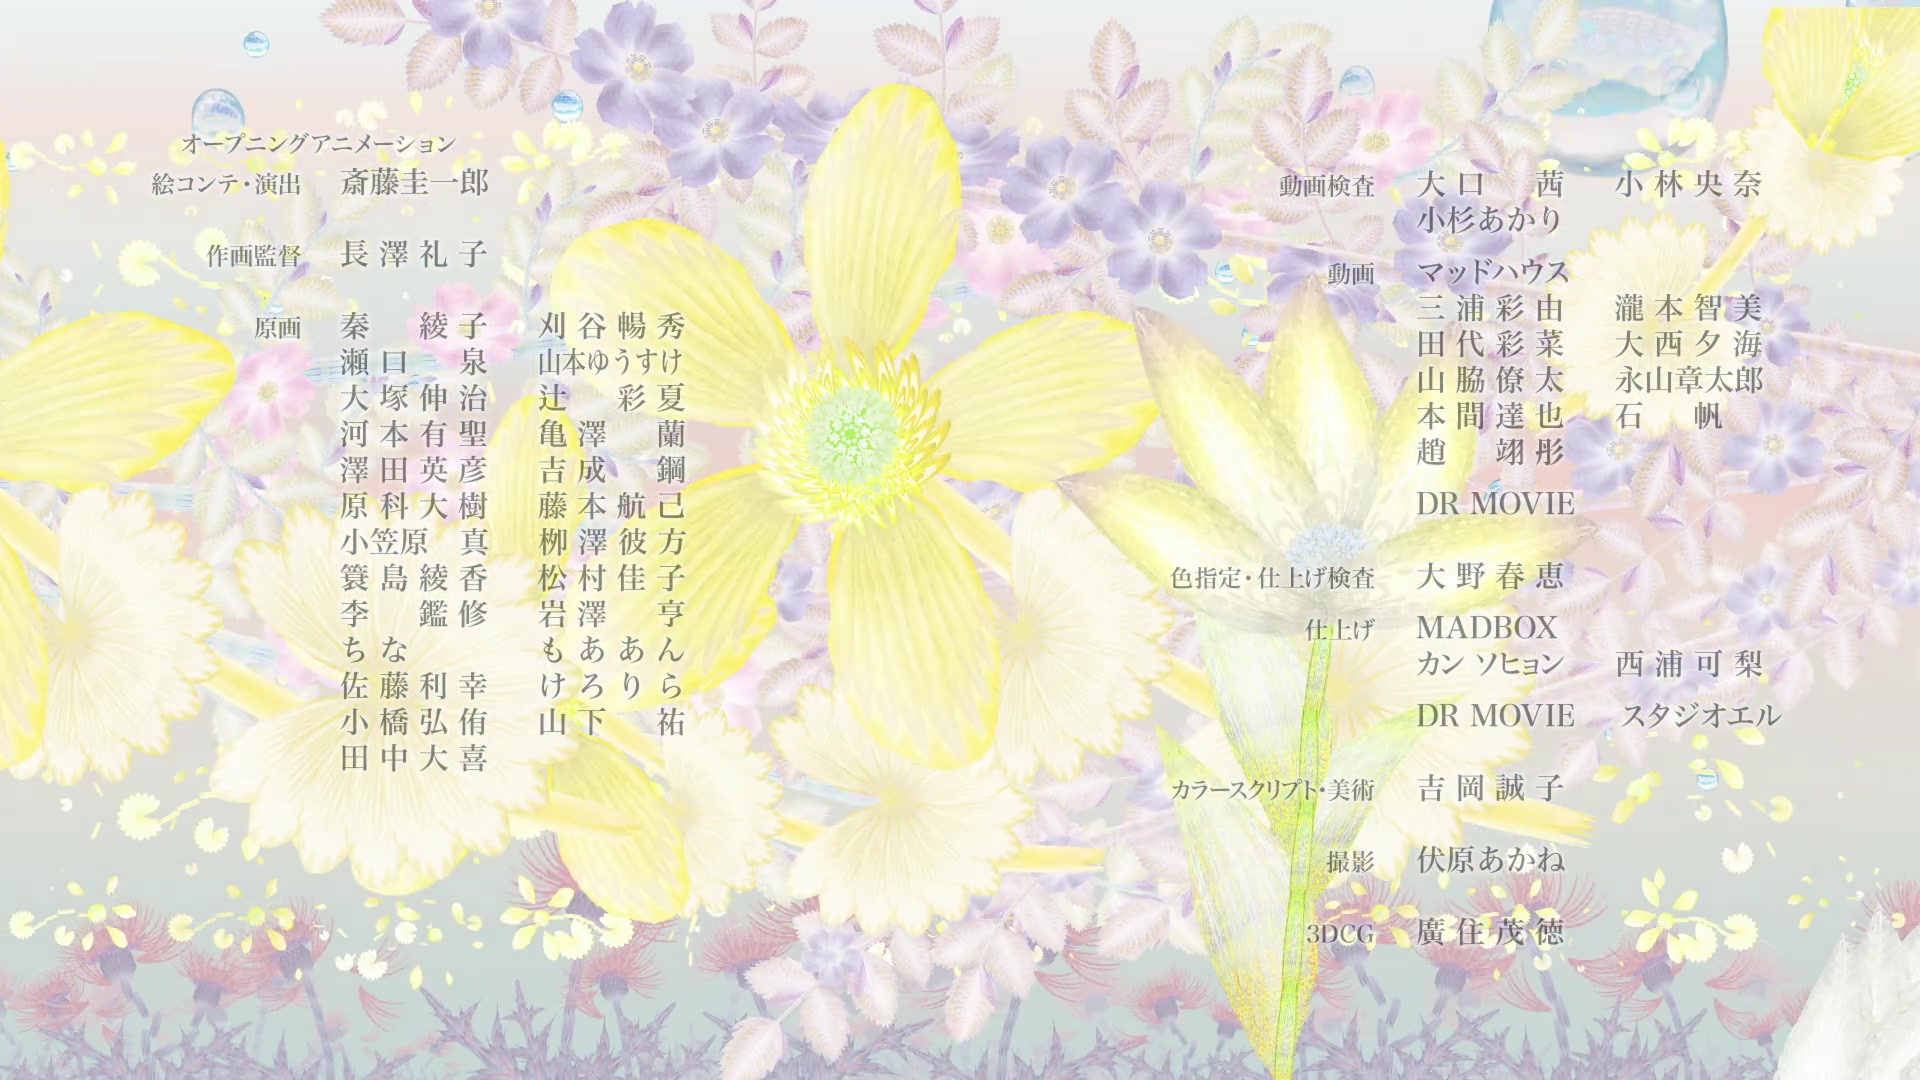 オープニングアニメーション
絵コンテ・演出 斎藤圭一郎
作画監督 長澤礼子
原画 秦 綾子 刈谷暢秀
瀬口 泉 山本ゆうすけ
大塚伸治 辻 彩夏
河本有聖 亀澤 蘭
澤田英彦 吉成 鋼
原科大樹 藤本航己
小笠原 真 栁澤彼方
簑島綾香 松村佳子
李 鑑修 岩澤 亨
ちな もああん
佐藤利幸 けろりら
小橋弘侑 山下 祐
田中大喜
動画検査 大口 茜 小林央奈
小杉あかり
動画 マッドハウス
三浦彩由 瀧本智美
田代彩菜 大西夕海
山脇僚太 永山章太郎
本間達也 石 帆
趙 翊彤
DR MOVIE
色指定・仕上げ検査 大野春恵
仕上げ MADBOX
カン ソヒョン 西浦可梨
DR MOVIE スタジオエル
カラースクリプト・美術 吉岡誠子
撮影 伏原あかね
3DCG 廣住茂徳